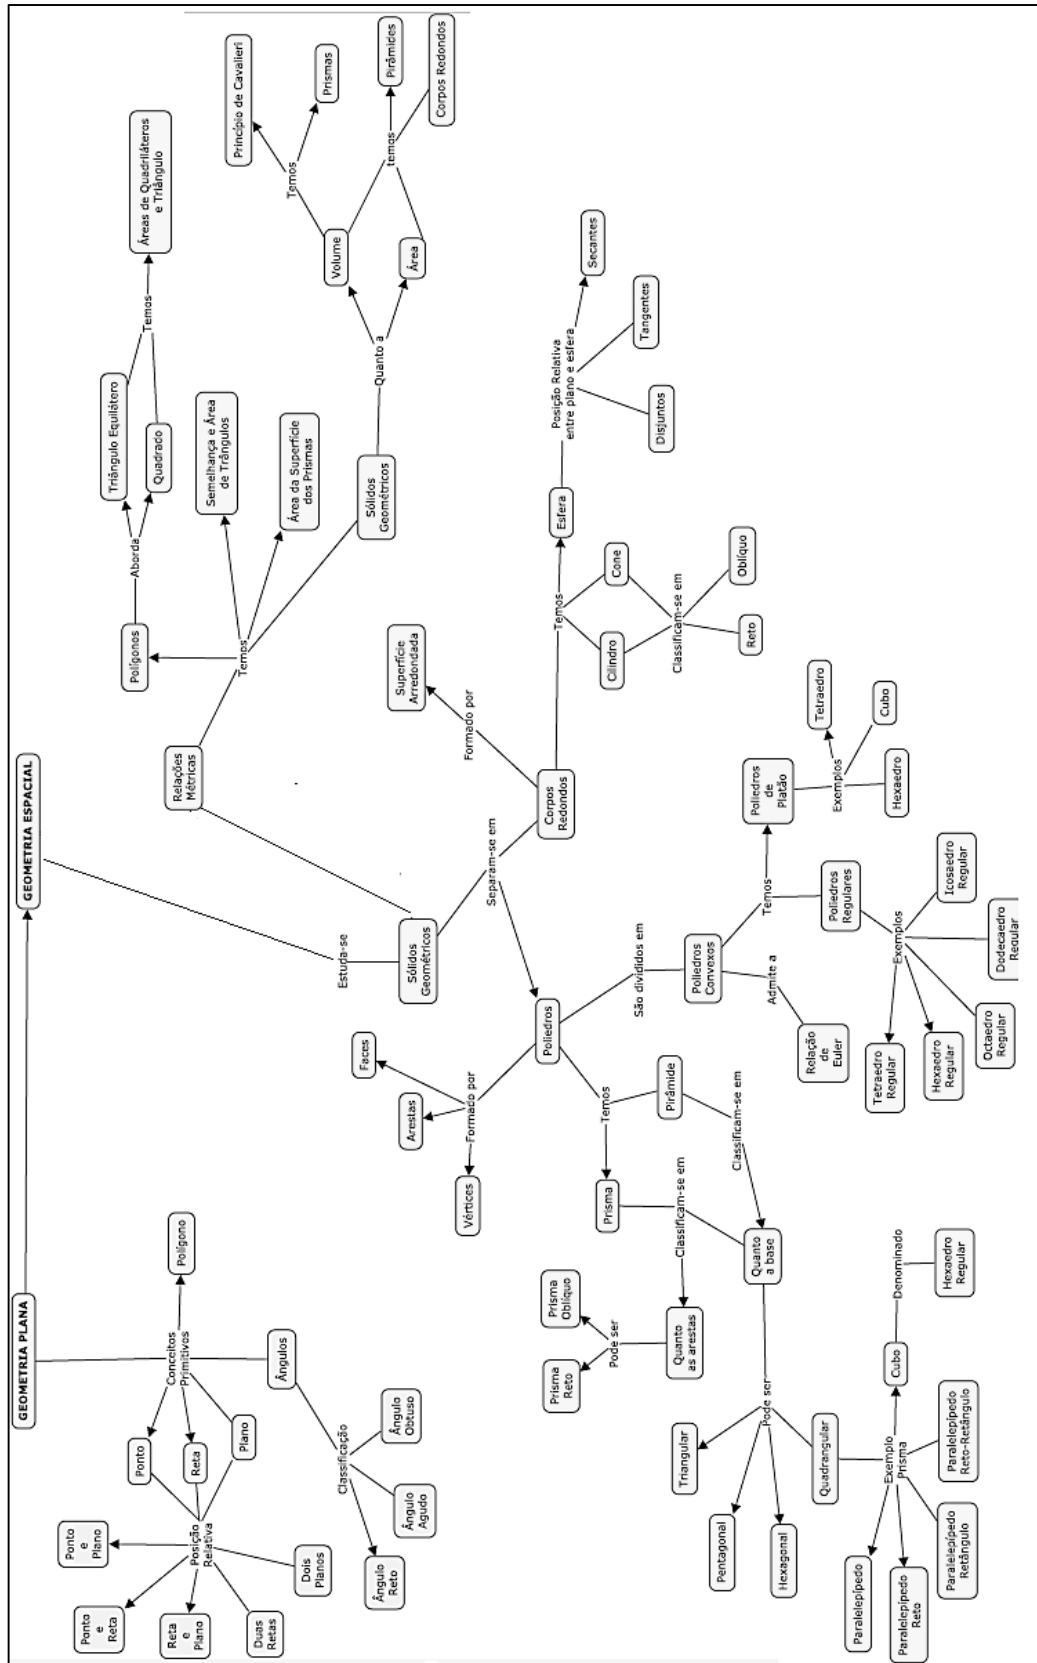 GEOMETRIA PLANA
GEOMETRIA ESPACIAL
Conceitos
Primitivos
Polígono
Ponto
Reta
Plano
Ângulos
Posição
Relativa
Ponto
e
Plano
Ponto
e
Reta
Reta
e
Plano
Duas
Retas
Dois
Planos
Classificação
Ângulo
Obtuso
Ângulo
Agudo
Ângulo
Reto
Estuda-se
Sólidos
Geométricos
Relações
Métricas
Temos
Polígonos
Aborda
Triângulo Equilátero
Quadrado
Temos
Áreas de Quadriláteros
e Triângulo
Semelhança e Área
de Trângulos
Área da Superfície
dos Prismas
Sólidos
Geométricos
Quanto a
Volume
Área
Temos
Princípio de Cavalieri
Prismas
temos
Pirâmides
Corpos Redondos
Separam-se em
Corpos
Redondos
Formado por
Superfície
Arredondada
Temos
Esfera
Cone
Cilindro
Classificam-se em
Oblíquo
Reto
Posição Relativa
entre plano e esfera
Secantes
Tangentes
Disjuntos
Poliedros
Formado por
Faces
Arestas
Vértices
Temos
Prisma
Pirâmide
Classificam-se em
Classificam-se em
Quanto
as arestas
Pode ser
Prisma
Oblíquo
Prisma
Reto
Quanto
a base
Pode ser
Triangular
Pentagonal
Hexagonal
Quadrangular
Exemplo
Prisma
Cubo
Denominado
Hexaedro
Regular
Paralelepípedo
Paralelepípedo
Reto
Paralelepípedo
Retângulo
Paralelepípedo
Reto-Retângulo
São divididos em
Poliedros
Convexos
Admite a
Relação
de
Euler
Temos
Poliedros
de
Platão
Exemplos
Tetraedro
Cubo
Hexaedro
Poliedros
Regulares
Exemplos
Tetraedro
Regular
Hexaedro
Regular
Octaedro
Regular
Dodecaedro
Regular
Icosaedro
Regular